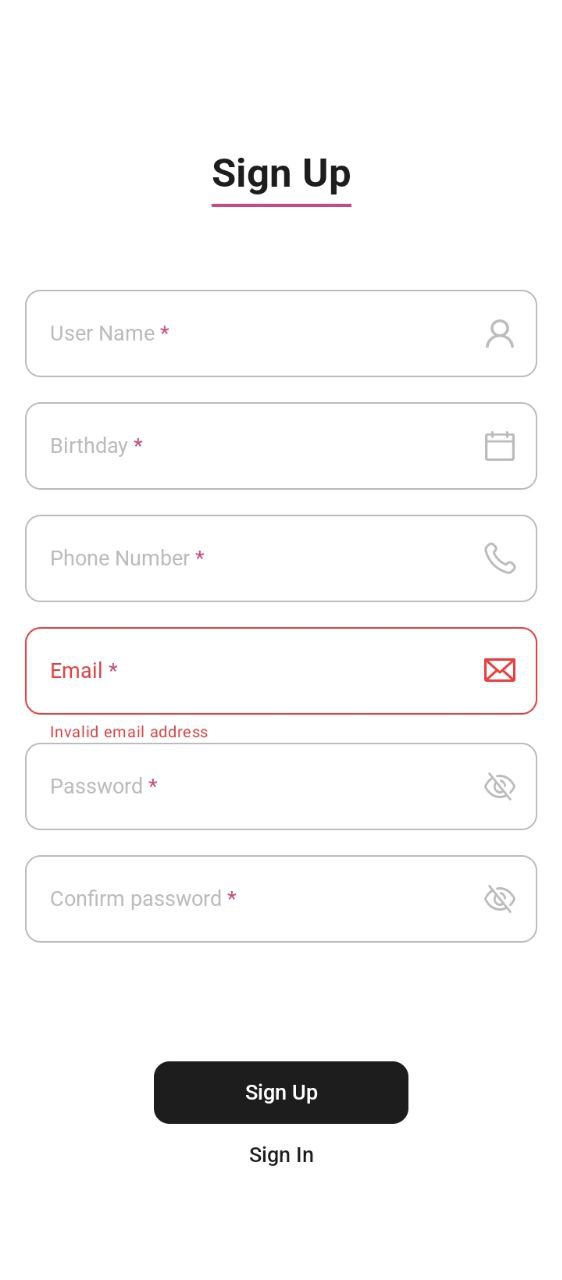 Sign Up
User Name *
Birthday *
Phone Number *
Email *
Invalid email address
Password *
Confirm password *
Sign Up
Sign In